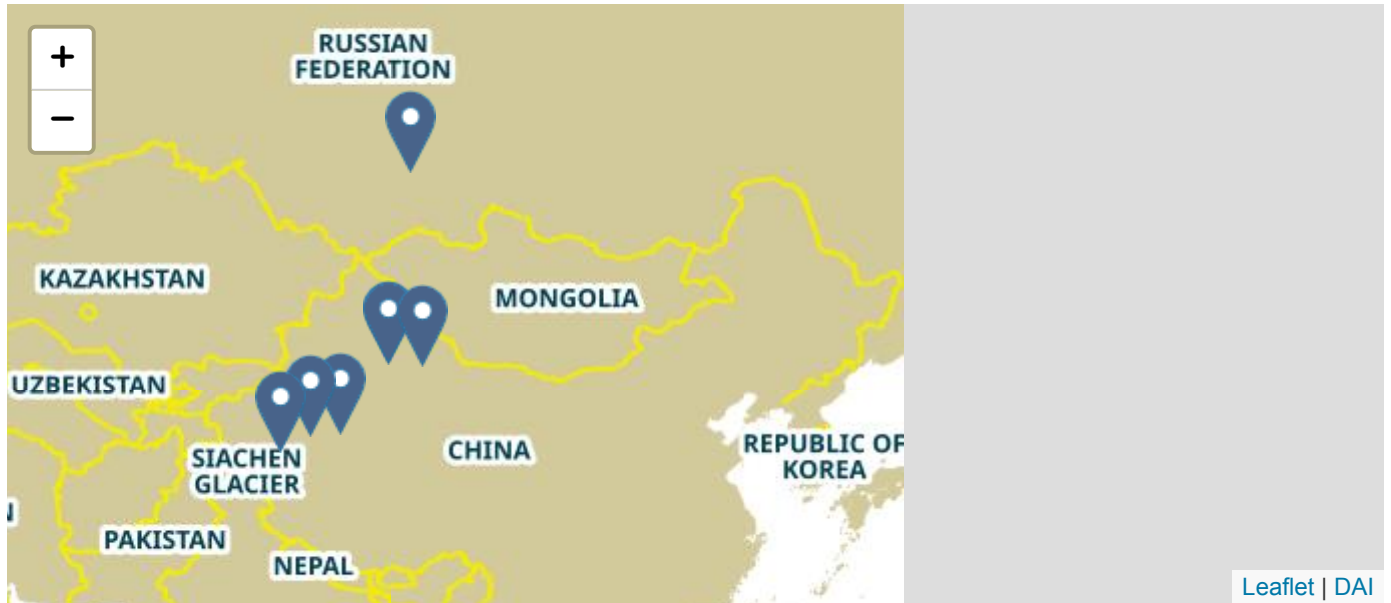 +
−
RUSSIAN
FEDERATION
KAZAKHSTAN
MONGOLIA
UZBEKISTAN
CHINA
REPUBLIC OF
KOREA
SIACHEN
GLACIER
N
PAKISTAN
NEPAL
Leaflet | DAI